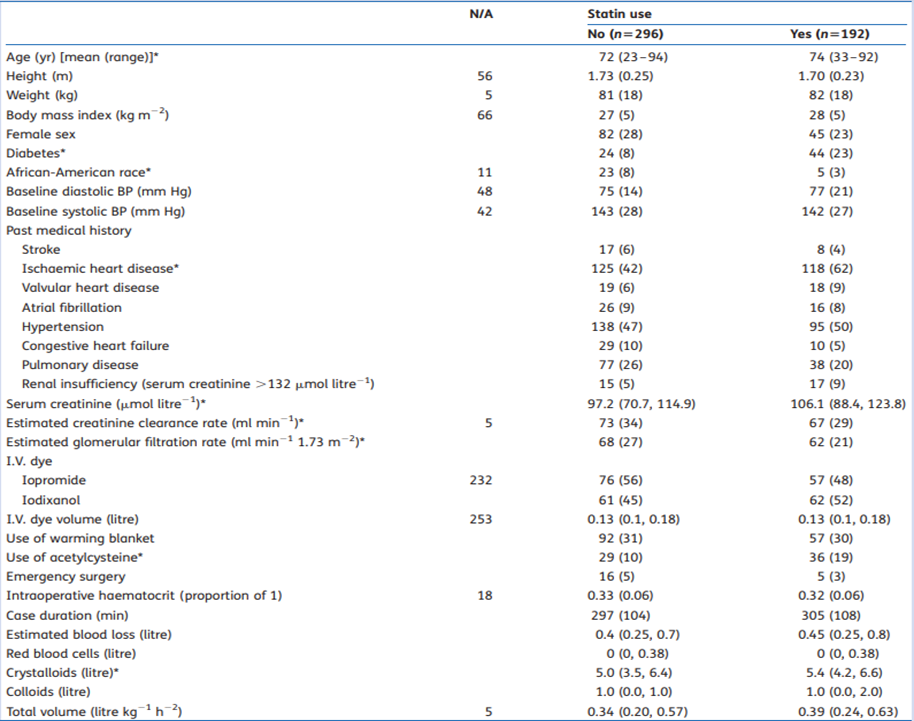 N/A Statin use
No (n=296) Yes (n=192)
Age (yr) [mean (range)]* 72 (23–94) 74 (33–92)
Height (m) 56 1.73 (0.25) 1.70 (0.23)
Weight (kg) 5 81 (18) 82 (18)
Body mass index (kg m⁻²) 66 27 (5) 28 (5)
Female sex 82 (28) 45 (23)
Diabetes* 24 (8) 44 (23)
African-American race* 11 23 (8) 5 (3)
Baseline diastolic BP (mm Hg) 48 75 (14) 77 (21)
Baseline systolic BP (mm Hg) 42 143 (28) 142 (27)
Past medical history
Stroke 17 (6) 8 (4)
Ischaemic heart disease* 125 (42) 118 (62)
Valvular heart disease 19 (6) 18 (9)
Atrial fibrillation 26 (9) 16 (8)
Hypertension 138 (47) 95 (50)
Congestive heart failure 29 (10) 10 (5)
Pulmonary disease 77 (26) 38 (20)
Renal insufficiency (serum creatinine >132 μmol litre⁻¹) 15 (5) 17 (9)
Serum creatinine (μmol litre⁻¹)* 97.2 (70.7, 114.9) 106.1 (88.4, 123.8)
Estimated creatinine clearance rate (ml min⁻¹)* 5 73 (34) 67 (29)
Estimated glomerular filtration rate (ml min⁻¹ 1.73 m⁻²)* 68 (27) 62 (21)
I.V. dye
Iopromide 232 76 (56) 57 (48)
Iodixanol 61 (45) 62 (52)
I.V. dye volume (litre) 253 0.13 (0.1, 0.18) 0.13 (0.1, 0.18)
Use of warming blanket 92 (31) 57 (30)
Use of acetylcysteine* 29 (10) 36 (19)
Emergency surgery 16 (5) 5 (3)
Intraoperative haematocrit (proportion of 1) 18 0.33 (0.06) 0.32 (0.06)
Case duration (min) 297 (104) 305 (108)
Estimated blood loss (litre) 0.4 (0.25, 0.7) 0.45 (0.25, 0.8)
Red blood cells (litre) 0 (0, 0.38) 0 (0, 0.38)
Crystalloids (litre)* 5.0 (3.5, 6.4) 5.4 (4.2, 6.6)
Colloids (litre) 1.0 (0.0, 1.0) 1.0 (0.0, 2.0)
Total volume (litre kg⁻¹ h⁻²) 5 0.34 (0.20, 0.57) 0.39 (0.24, 0.63)